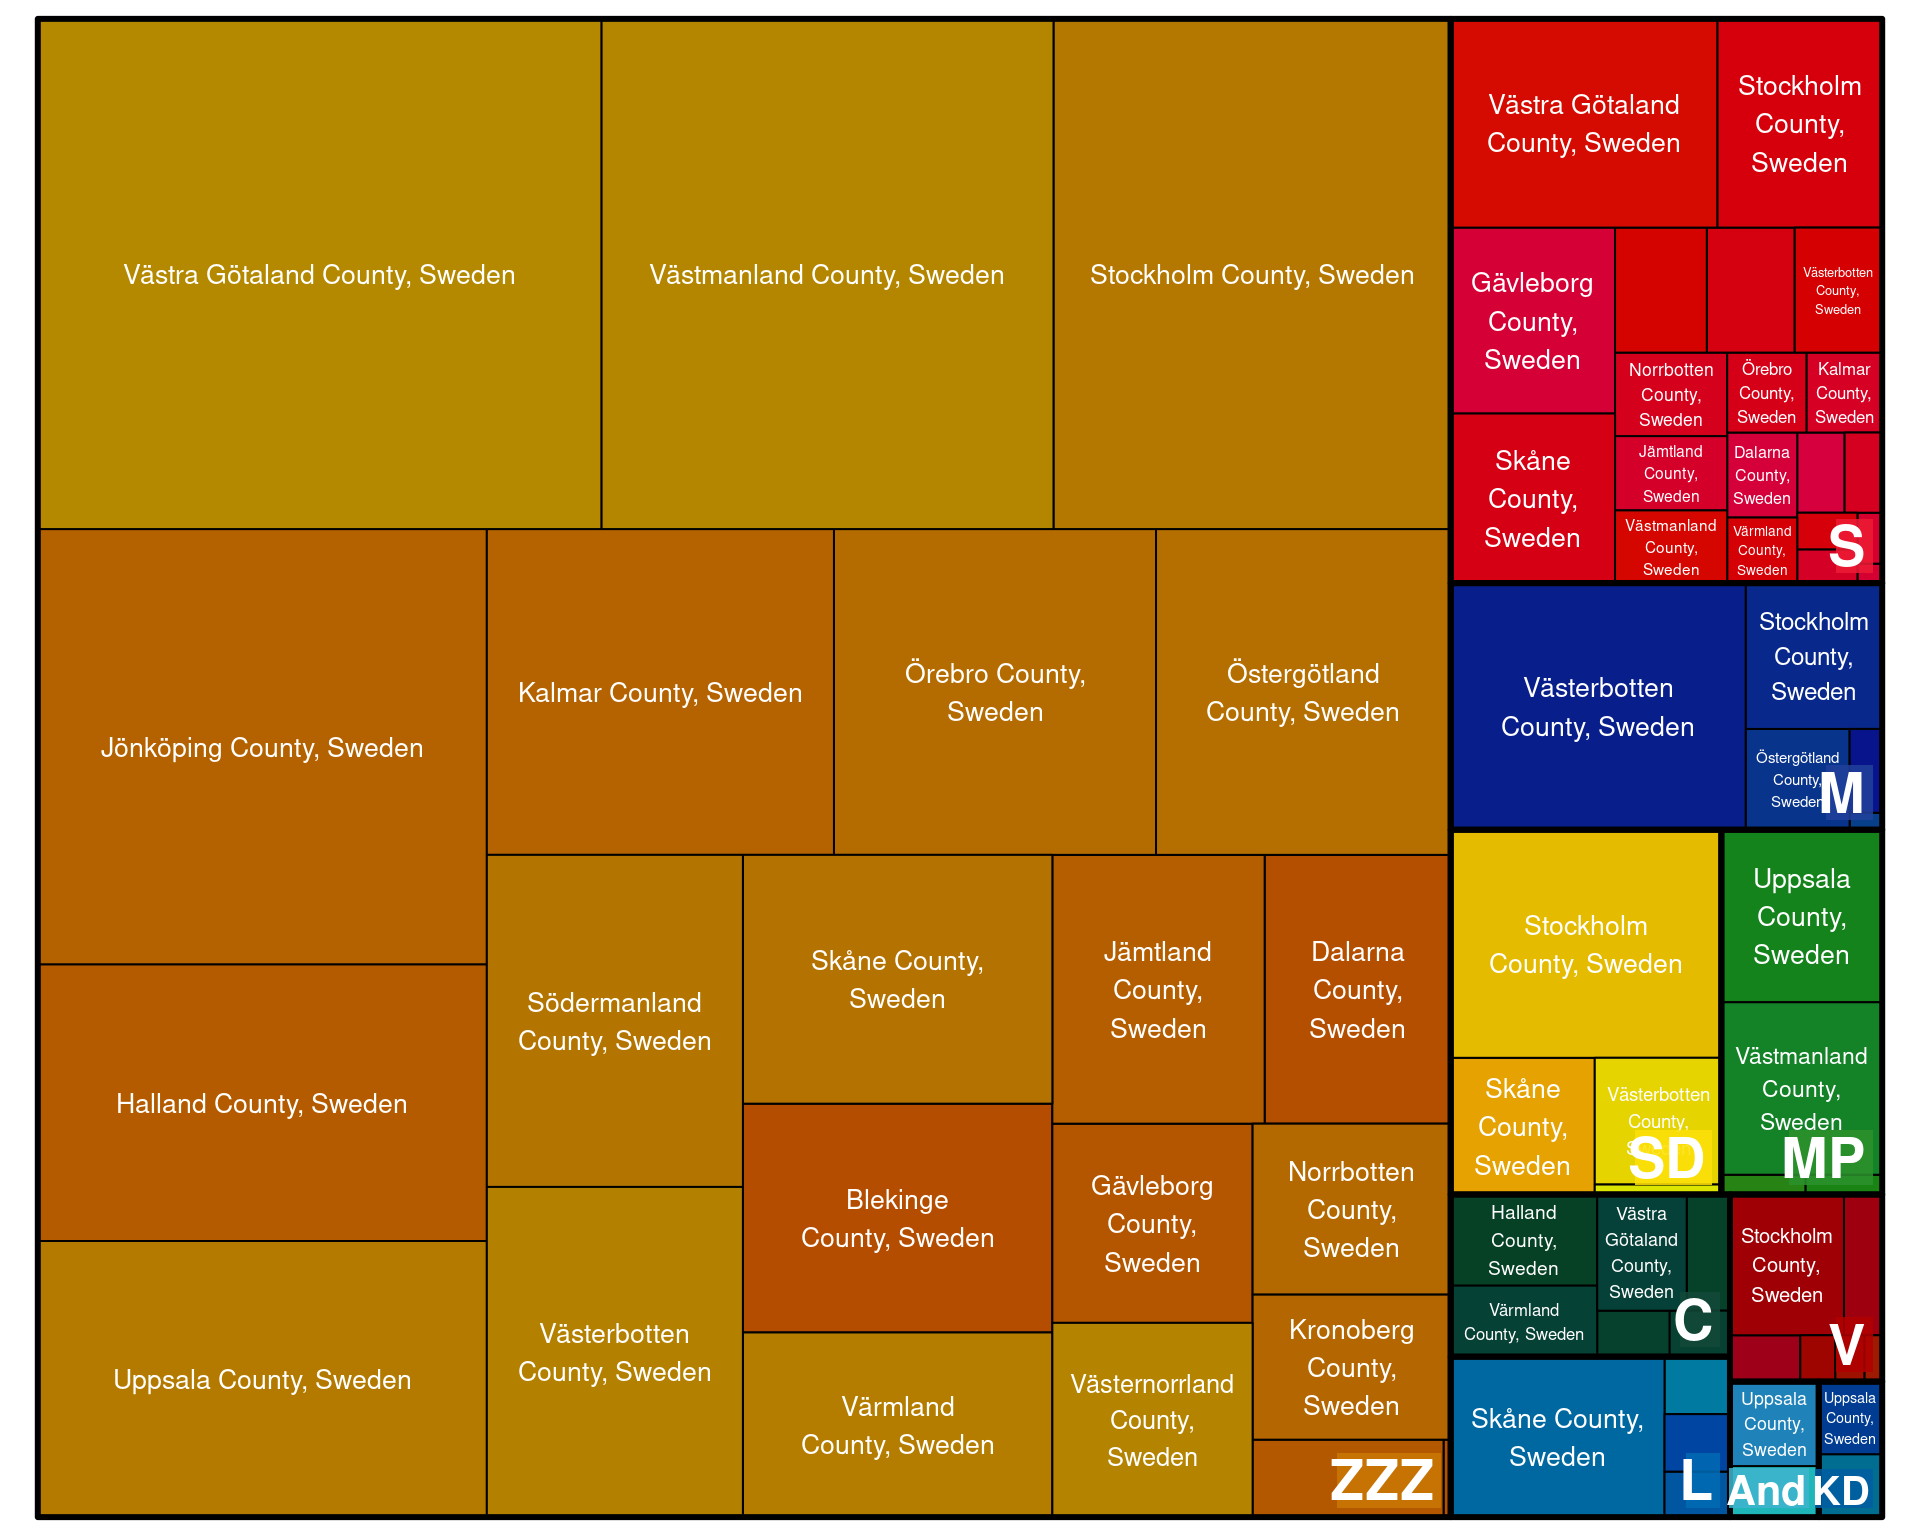 Västra Götaland County, Sweden
Västmanland County, Sweden
Stockholm County, Sweden
Jönköping County, Sweden
Kalmar County, Sweden
Örebro County,
Sweden
Östergötland
County, Sweden
Halland County, Sweden
Uppsala County, Sweden
Södermanland
County, Sweden
Västerbotten
County, Sweden
Skåne County,
Sweden
Blekinge
County, Sweden
Värmland
County, Sweden
Jämtland
County,
Sweden
Dalarna
County,
Sweden
Gävleborg
County,
Sweden
Västernorrland
County,
Sweden
Norrbotten
County,
Sweden
Kronoberg
County,
Sweden
ZZZ
Västra Götaland
County, Sweden
Stockholm
County,
Sweden
Gävleborg
County,
Sweden
Skåne
County,
Sweden
Västerbotten
County,
Sweden
Norrbotten
County,
Sweden
Örebro
County,
Sweden
Kalmar
County,
Sweden
Jämtland
County,
Sweden
Dalarna
County,
Sweden
Västmanland
County,
Sweden
Värmland
County,
Sweden
S
Västerbotten
County, Sweden
Stockholm
County,
Sweden
Östergötland
County,
Sweden
M
Stockholm
County, Sweden
Skåne
County,
Sweden
Västerbotten
County,
SD
Uppsala
County,
Sweden
Västmanland
County,
Sweden
MP
Halland
County,
Sweden
Värmland
County, Sweden
Västra
Götaland
County,
Sweden
C
Stockholm
County,
Sweden
V
Skåne County,
Sweden
L
Uppsala
County,
Sweden
And
Uppsala
County,
Sweden
KD